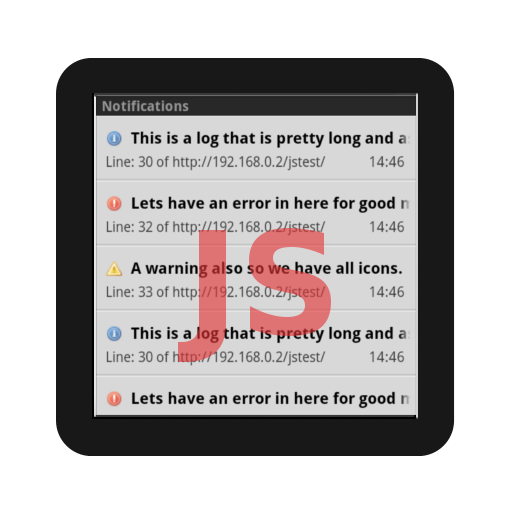 Notifications
This is a log that is pretty long and a
Line: 30 of http://192.168.0.2/jstest/ 14:46
Lets have an error in here for good
Line: 32 of http://192.168.0.2/jstest/ 14:46
A warning also so we have all icons.
Line: 33 of http://192.168.0.2/jstest/ 14:46
JS
This is a log that is pretty long and a
Line: 30 of http://192.168.0.2/jstest/ 14:46
Lets have an error in here for good